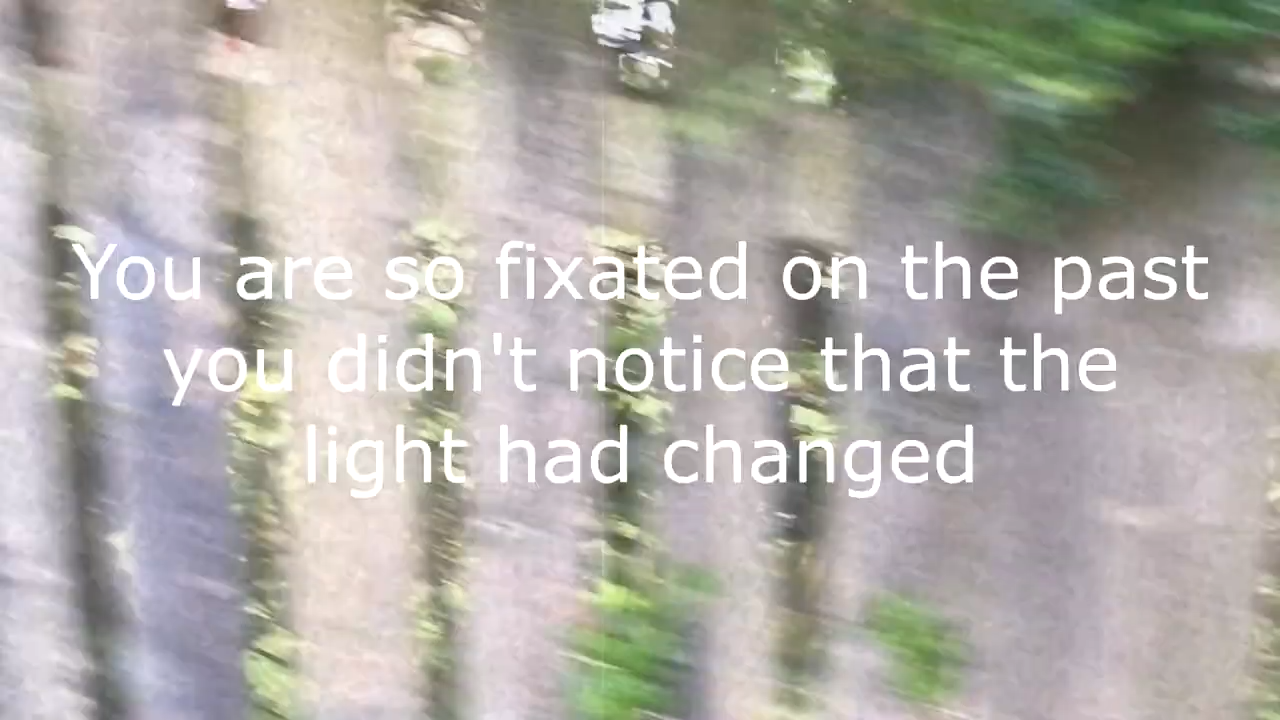 You are so fixated on the past
you didn't notice that the
light had changed